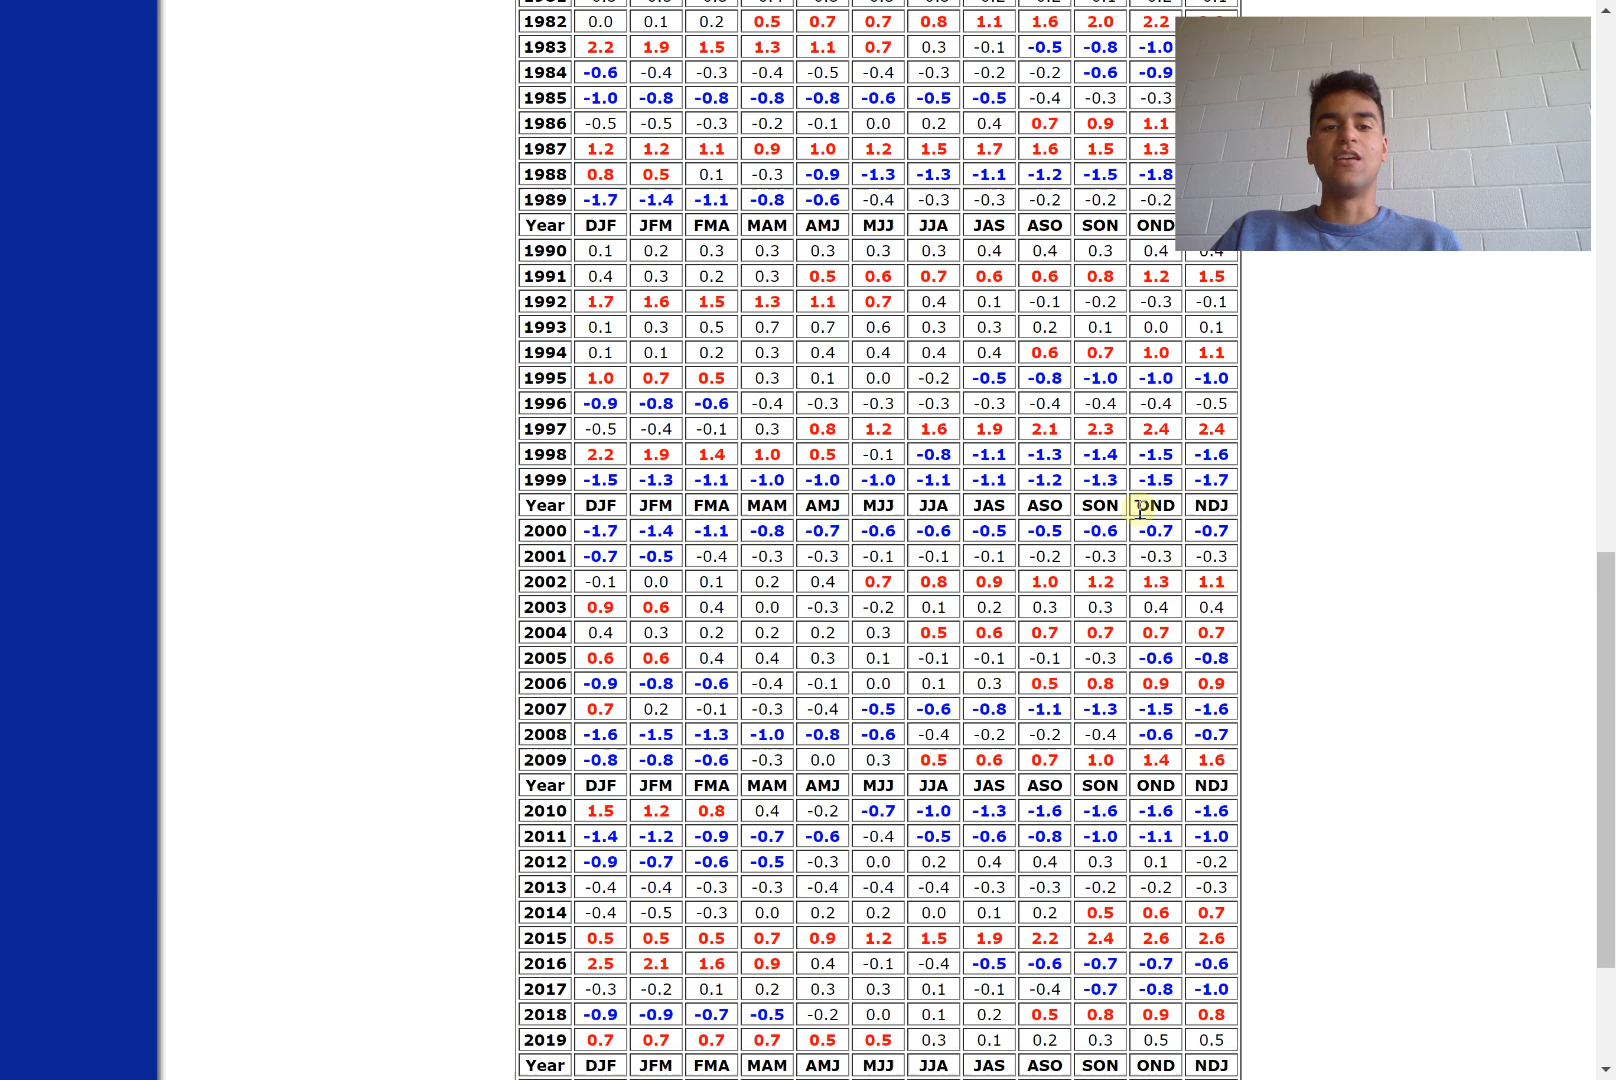 1982 0.0 0.1 0.2 0.5 0.7 0.7 0.8 1.1 1.6 2.0 2.2
1983 2.2 1.9 1.5 1.3 1.1 0.7 0.3 -0.1 -0.5 -0.8 -1.0
1984 -0.6 -0.4 -0.3 -0.4 -0.5 -0.4 -0.3 -0.2 -0.2 -0.6 -0.9
1985 -1.0 -0.8 -0.8 -0.8 -0.8 -0.6 -0.5 -0.5 -0.4 -0.3 -0.3
1986 -0.5 -0.5 -0.3 -0.2 -0.1 0.0 0.2 0.4 0.7 0.9 1.1
1987 1.2 1.2 1.1 0.9 1.0 1.2 1.5 1.7 1.6 1.5 1.3
1988 0.8 0.5 0.1 -0.3 -0.9 -1.3 -1.3 -1.1 -1.2 -1.5 -1.8
1989 -1.7 -1.4 -1.1 -0.8 -0.6 -0.4 -0.3 -0.3 -0.2 -0.2 -0.2
Year DJF JFM FMA MAM AMJ MJJ JJA JAS ASO SON OND
1990 0.1 0.2 0.3 0.3 0.3 0.3 0.3 0.4 0.4 0.3 0.4 0.4
1991 0.4 0.3 0.2 0.3 0.5 0.6 0.7 0.6 0.6 0.8 1.2 1.5
1992 1.7 1.6 1.5 1.3 1.1 0.7 0.4 0.1 -0.1 -0.2 -0.3 -0.1
1993 0.1 0.3 0.5 0.7 0.7 0.6 0.3 0.3 0.2 0.1 0.0 0.1
1994 0.1 0.1 0.2 0.3 0.4 0.4 0.4 0.4 0.6 0.7 1.0 1.1
1995 1.0 0.7 0.5 0.3 0.1 0.0 -0.2 -0.5 -0.8 -1.0 -1.0 -1.0
1996 -0.9 -0.8 -0.6 -0.4 -0.3 -0.3 -0.3 -0.3 -0.4 -0.4 -0.4 -0.5
1997 -0.5 -0.4 -0.1 0.3 0.8 1.2 1.6 1.9 2.1 2.3 2.4 2.4
1998 2.2 1.9 1.4 1.0 0.5 -0.1 -0.8 -1.1 -1.3 -1.4 -1.5 -1.6
1999 -1.5 -1.3 -1.1 -1.0 -1.0 -1.0 -1.1 -1.1 -1.2 -1.3 -1.5 -1.7
Year DJF JFM FMA MAM AMJ MJJ JJA JAS ASO SON OND NDJ
2000 -1.7 -1.4 -1.1 -0.8 -0.7 -0.6 -0.6 -0.5 -0.5 -0.6 -0.7 -0.7
2001 -0.7 -0.5 -0.4 -0.3 -0.3 -0.1 -0.1 -0.1 -0.2 -0.3 -0.3 -0.3
2002 -0.1 0.0 0.1 0.2 0.4 0.7 0.8 0.9 1.0 1.2 1.3 1.1
2003 0.9 0.6 0.4 0.0 -0.3 -0.2 0.1 0.2 0.3 0.3 0.4 0.4
2004 0.4 0.3 0.2 0.2 0.2 0.3 0.5 0.6 0.7 0.7 0.7 0.7
2005 0.6 0.6 0.4 0.4 0.3 0.1 -0.1 -0.1 -0.1 -0.3 -0.6 -0.8
2006 -0.9 -0.8 -0.6 -0.4 -0.1 0.0 0.1 0.3 0.5 0.8 0.9 0.9
2007 0.7 0.2 -0.1 -0.3 -0.4 -0.5 -0.6 -0.8 -1.1 -1.3 -1.5 -1.6
2008 -1.6 -1.5 -1.3 -1.0 -0.8 -0.6 -0.4 -0.2 -0.2 -0.4 -0.6 -0.7
2009 -0.8 -0.8 -0.6 -0.3 0.0 0.3 0.5 0.6 0.7 1.0 1.4 1.6
Year DJF JFM FMA MAM AMJ MJJ JJA JAS ASO SON OND NDJ
2010 1.5 1.2 0.8 0.4 -0.2 -0.7 -1.0 -1.3 -1.6 -1.6 -1.6 -1.6
2011 -1.4 -1.2 -0.9 -0.7 -0.6 -0.4 -0.5 -0.6 -0.8 -1.0 -1.1 -1.0
2012 -0.9 -0.7 -0.6 -0.5 -0.3 0.0 0.2 0.4 0.4 0.3 0.1 -0.2
2013 -0.4 -0.4 -0.3 -0.3 -0.4 -0.4 -0.4 -0.3 -0.3 -0.2 -0.2 -0.3
2014 -0.4 -0.5 -0.3 0.0 0.2 0.2 0.0 0.1 0.2 0.5 0.6 0.7
2015 0.5 0.5 0.5 0.7 0.9 1.2 1.5 1.9 2.2 2.4 2.6 2.6
2016 2.5 2.1 1.6 0.9 0.4 -0.1 -0.4 -0.5 -0.6 -0.7 -0.7 -0.6
2017 -0.3 -0.2 0.1 0.2 0.3 0.3 0.1 -0.1 -0.4 -0.7 -0.8 -1.0
2018 -0.9 -0.9 -0.7 -0.5 -0.2 0.0 0.1 0.2 0.5 0.8 0.9 0.8
2019 0.7 0.7 0.7 0.7 0.5 0.5 0.3 0.1 0.2 0.3 0.5 0.5
Year DJF JFM FMA MAM AMJ MJJ JJA JAS ASO SON OND NDJ